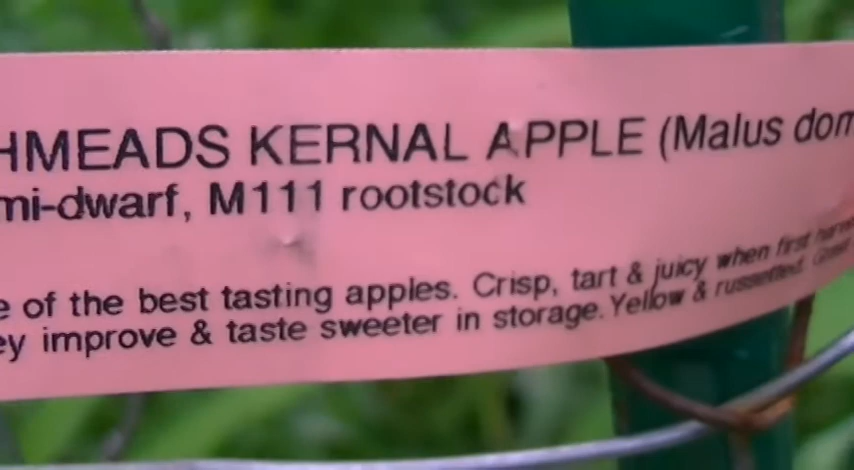 HMEADS KERNAL APPLE (Malus dom
mi-dwarf, M111 rootstock
e of the best tasting apples. Crisp, tart & juicy when first
ey improve & taste sweeter in storage. Yellow & russetted.